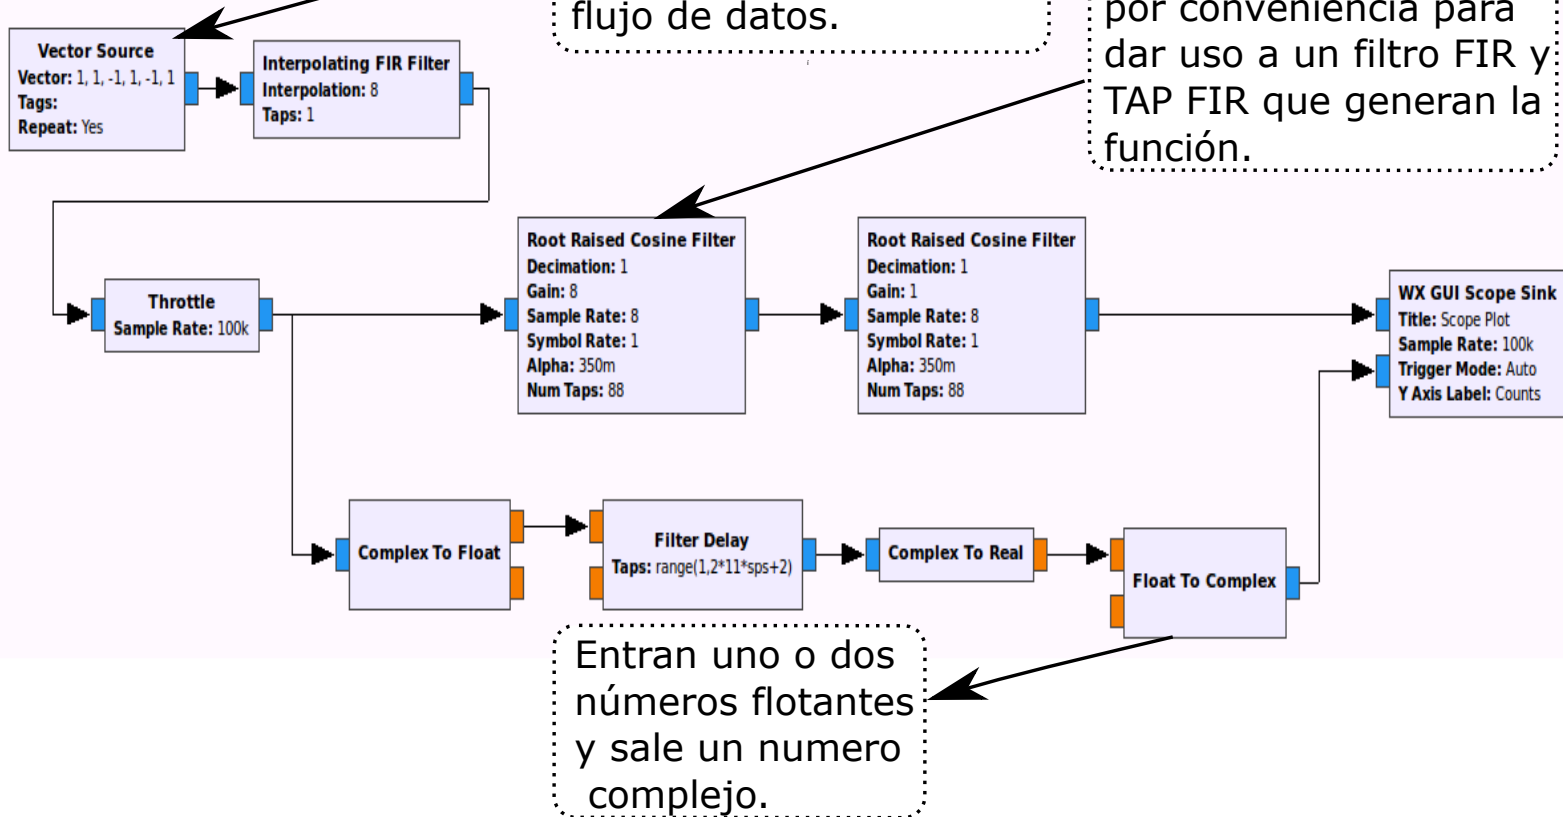 flujo de datos.
por conveniencia para
dar uso a un filtro FIR y
TAP FIR que generan la
función.
Vector Source
Vector: 1, 1, -1, 1, -1, 1
Tags:
Repeat: Yes
Interpolating FIR Filter
Interpolation: 8
Taps: 1
Throttle
Sample Rate: 100k
Root Raised Cosine Filter
Decimation: 1
Gain: 8
Sample Rate: 8
Symbol Rate: 1
Alpha: 350m
Num Taps: 88
Root Raised Cosine Filter
Decimation: 1
Gain: 1
Sample Rate: 8
Symbol Rate: 1
Alpha: 350m
Num Taps: 88
WX GUI Scope Sink
Title: Scope Plot
Sample Rate: 100k
Trigger Mode: Auto
Y Axis Label: Counts
Complex To Float
Filter Delay
Taps: range(1,2*11*sps+2)
Complex To Real
Float To Complex
Entran uno o dos
números flotantes
y sale un numero
complejo.